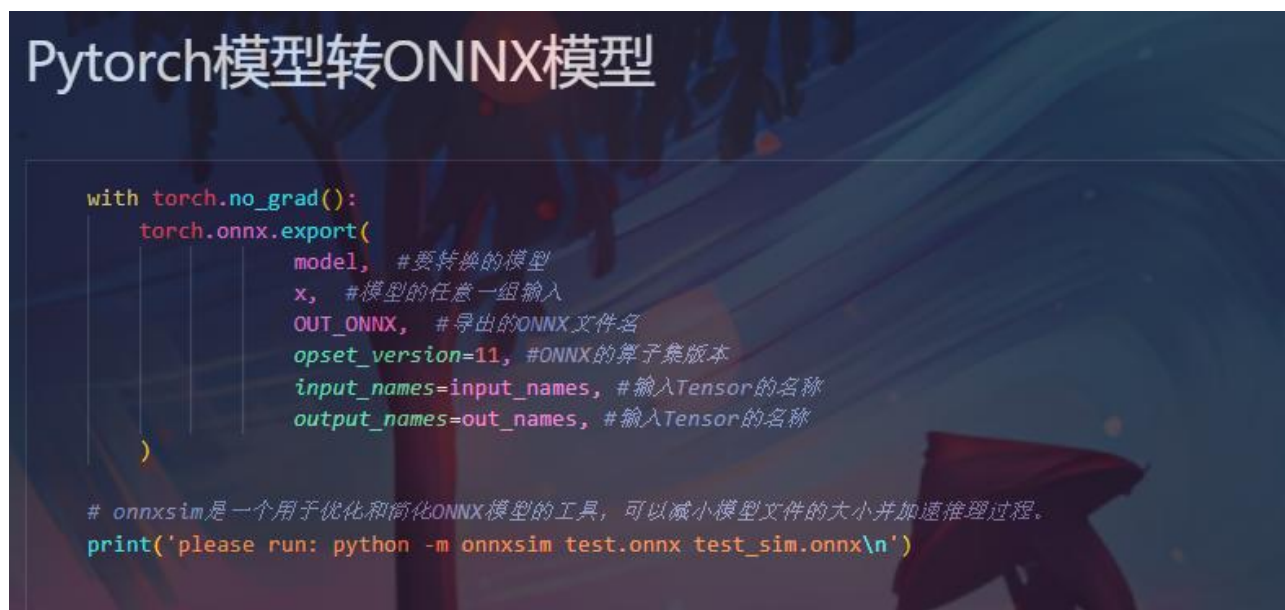 Pytorch模型转ONNX模型
with torch.no_grad():
torch.onnx.export(
model, #要转换的模型
x, #模型的任意一组输入
OUT_ONNX, #导出的ONNX文件名
opset_version=11, #ONNX的算子集版本
input_names=input_names, #输入Tensor的名称
output_names=out_names, #输入Tensor的名称
)
# onnxsim是一个用于优化和简化ONNX模型的工具，可以减小模型文件的大小并加速推理过程。
print('please run: python -m onnxsim test.onnx test_sim.onnx\n')